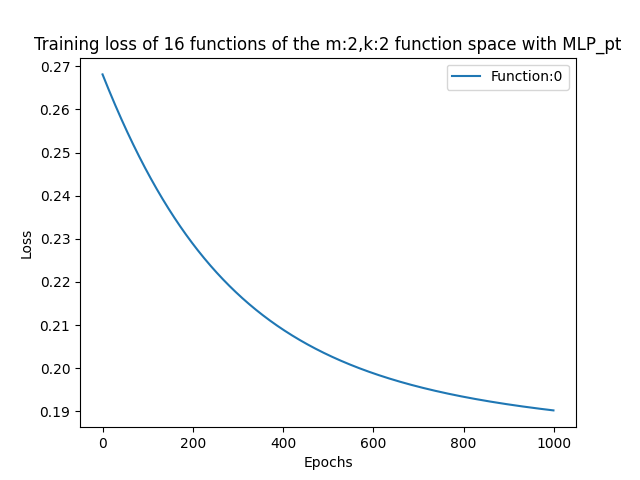 Training loss of 16 functions of the m:2,k:2 function space with MLP_pt
Function:0
Loss
0.27
0.26
0.25
0.24
0.23
0.22
0.21
0.20
0.19
0 200 400 600 800 1000
Epochs